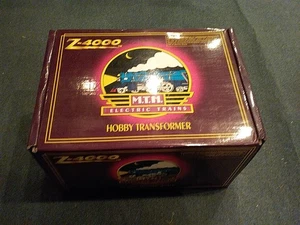 Z-4000
M.T.H.
ELECTRIC TRAINS
HOBBY TRANSFORMER
Z-4000